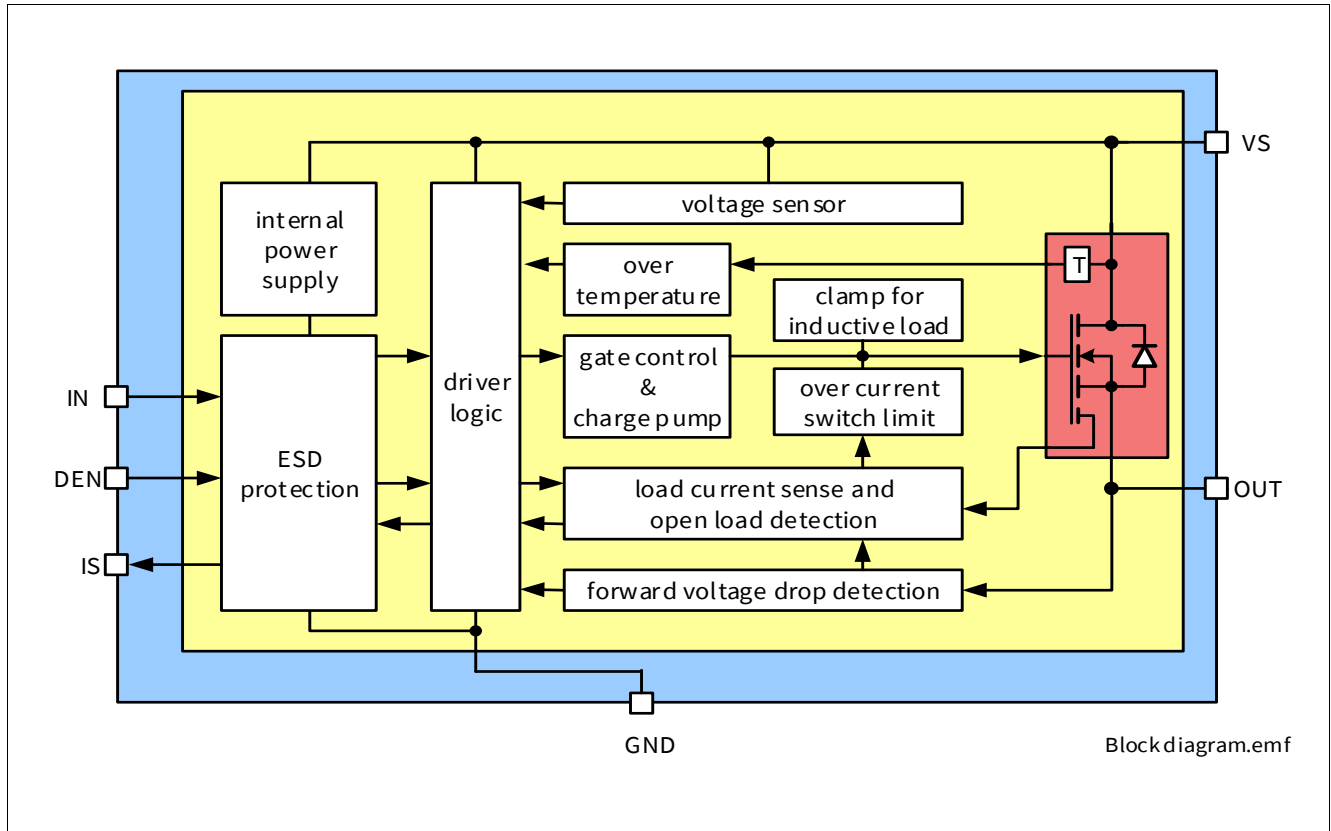 VS
internal
power
supply
voltage sensor
over
temperature
T
clamp for
inductive load
gate control
&
charge pump
driver
logic
over current
switch limit
IN
DEN
IS
ESD
protection
load current sense and
open load detection
OUT
forward voltage drop detection
GND
Blockdiagram.emf